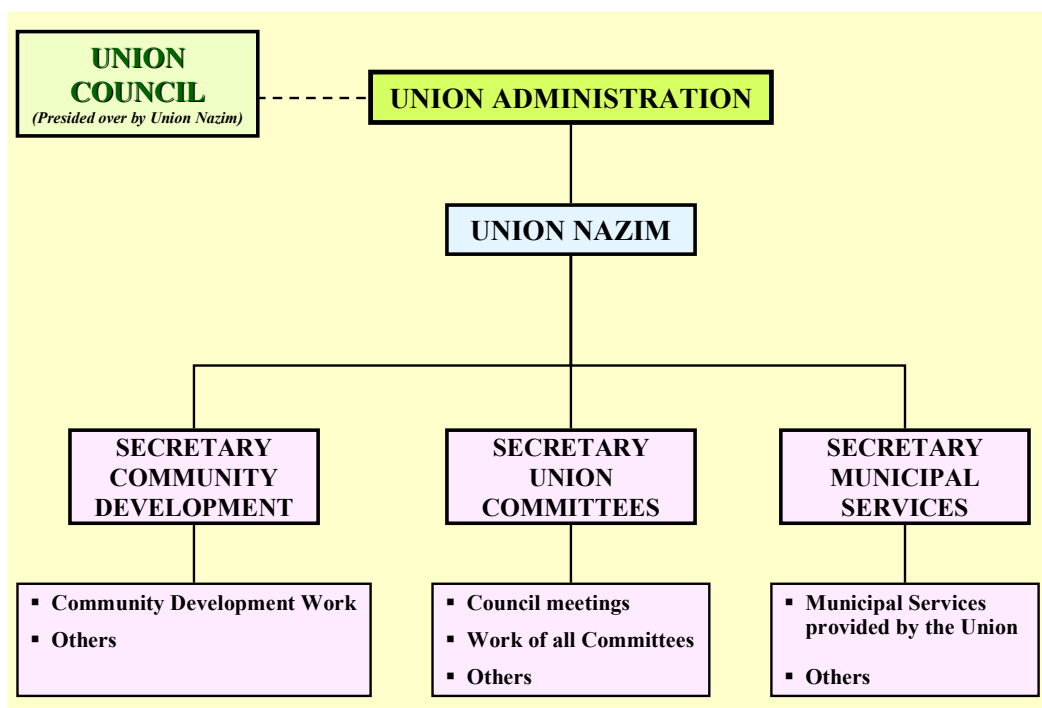 UNION
COUNCIL
(Presided over by Union Nazim)
UNION ADMINISTRATION
UNION NAZIM
SECRETARY
COMMUNITY
DEVELOPMENT
SECRETARY
UNION
COMMITTEES
SECRETARY
MUNICIPAL
SERVICES
▪ Community Development Work
▪ Others
▪ Council meetings
▪ Work of all Committees
▪ Others
▪ Municipal Services
provided by the Union
▪ Others